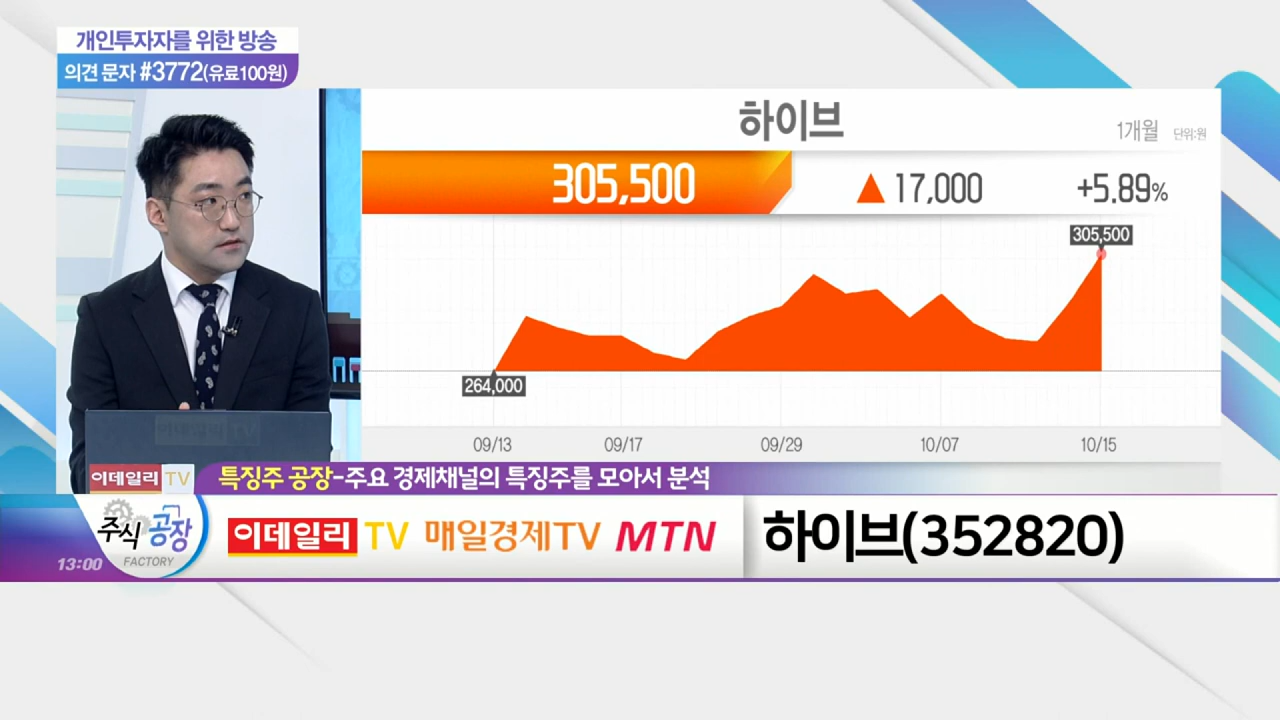 개인투자자를 위한 방송
의견 문자 #3772(유료100원)
하이브
1개월 단위:원
305,500 ▲ 17,000 +5.89%
305,500
264,000
09/13 09/17 09/29 10/07 10/15
이데일리 TV
특징주 공장-주요 경제채널의 특징주를 모아서 분석
주식 공장
FACTORY
13:00
이데일리 TV 매일경제TV MTN
하이브(352820)